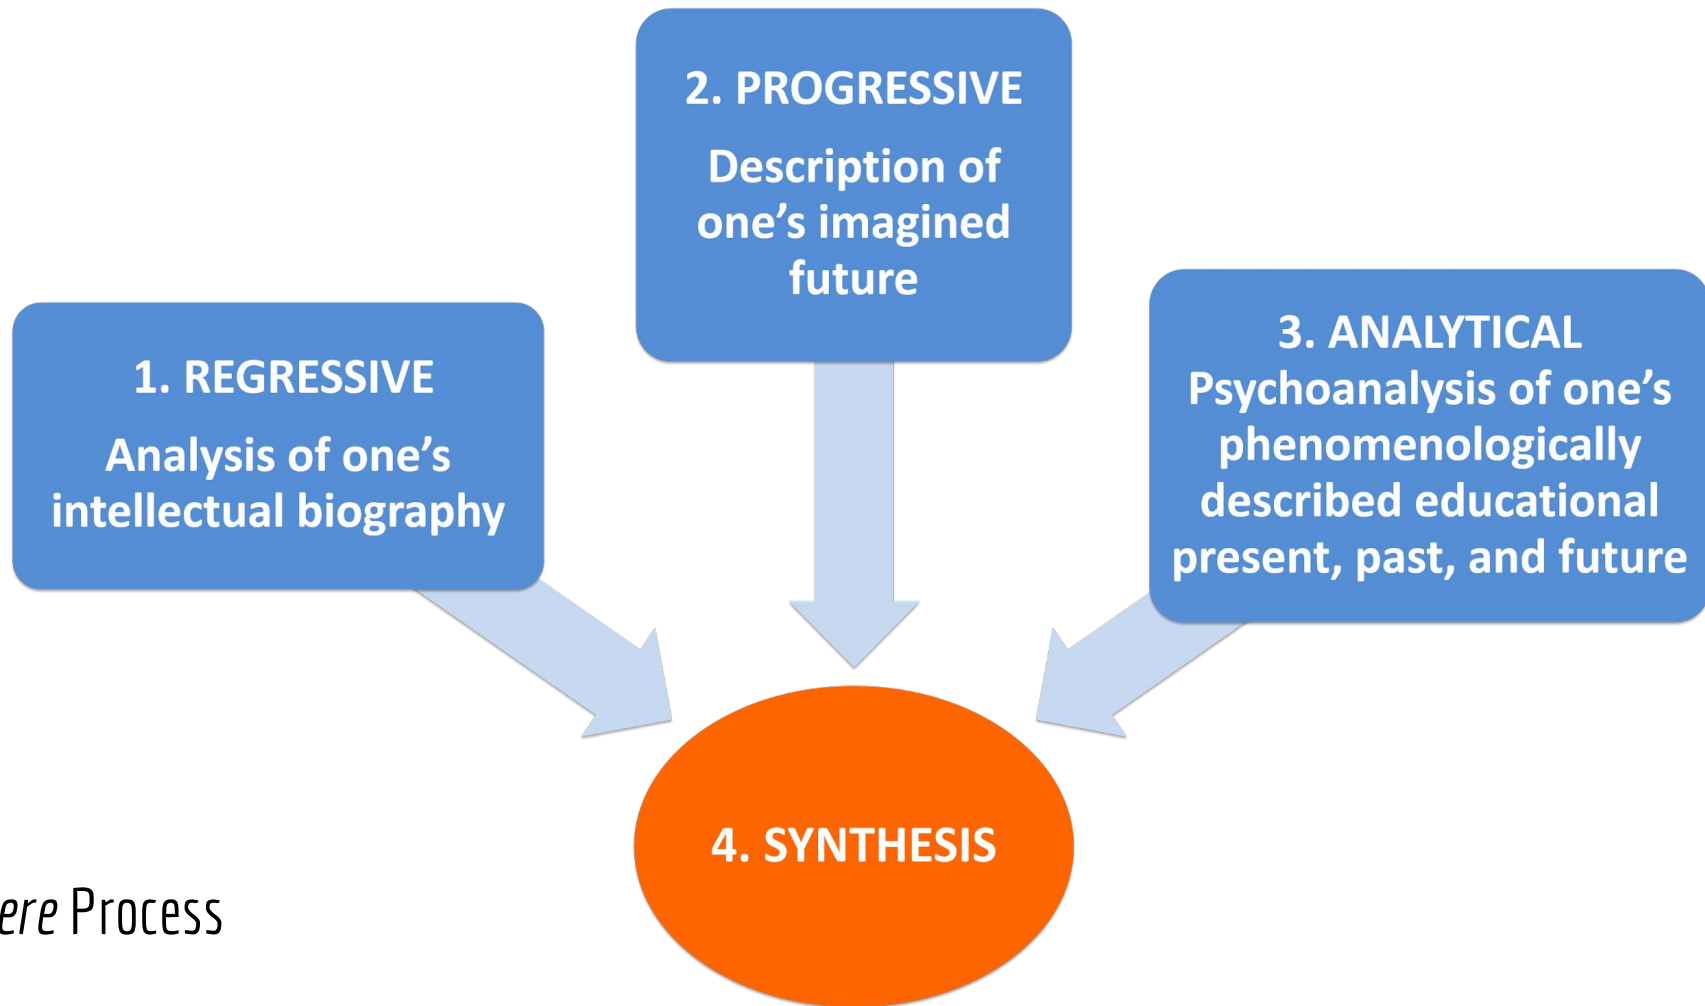 1. REGRESSIVE
Analysis of one’s
intellectual biography
2. PROGRESSIVE
Description of
one’s imagined
future
3. ANALYTICAL
Psychoanalysis of one’s
phenomenologically
described educational
present, past, and future
4. SYNTHESIS
ere Process